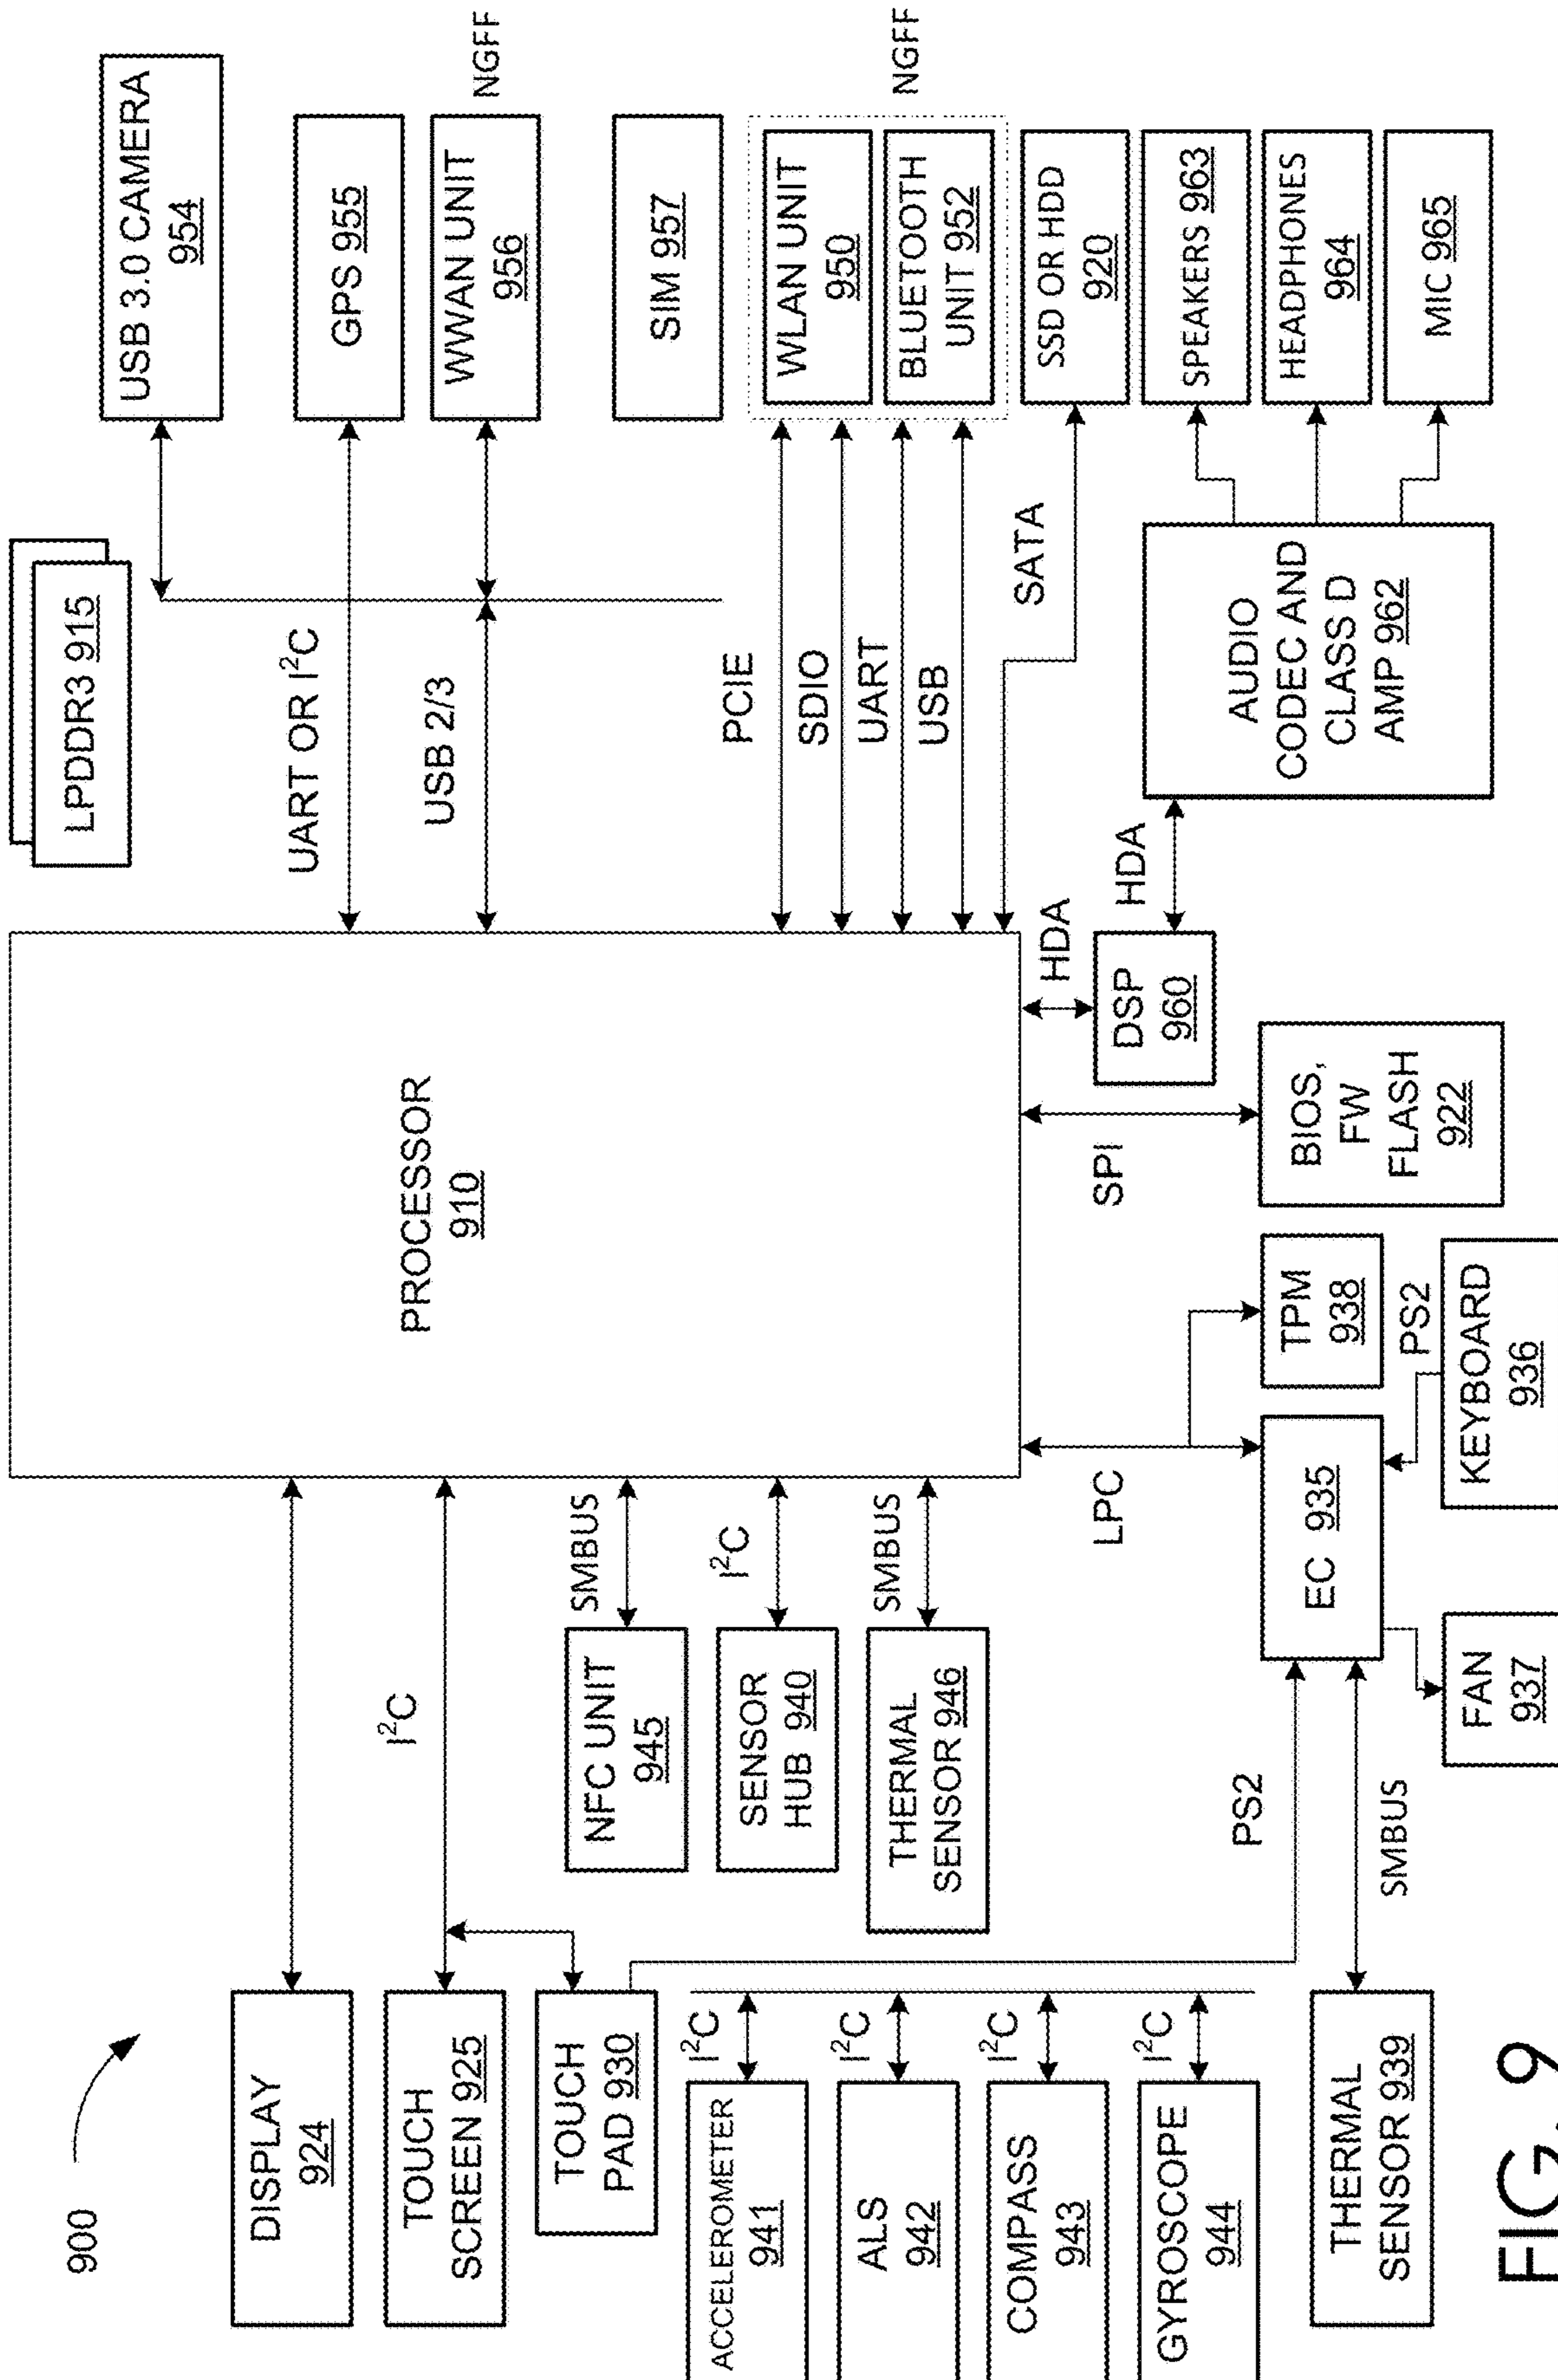 900
DISPLAY
924
TOUCH
SCREEN 925
TOUCH
PAD 930
I²C
ACCELEROMETER
941
I²C
ALS
942
I²C
COMPASS
943
I²C
GYROSCOPE
944
I²C
THERMAL
SENSOR 939
SMBUS
PS2
NFC UNIT
945
SMBUS
SENSOR
HUB 940
I²C
THERMAL
SENSOR 946
SMBUS
FAN
937
EC 935
LPC
KEYBOARD
936
PS2
TPM
938
PROCESSOR
910
SPI
BIOS,
FW
FLASH
922
DSP
960
HDA
HDA
AUDIO
CODEC AND
CLASS D
AMP 962
LPDDR3 915
UART OR I²C
USB 2/3
PCIE
SDIO
UART
USB
SATA
USB 3.0 CAMERA
954
GPS 955
WWAN UNIT
956
NGFF
SIM 957
WLAN UNIT
950
BLUETOOTH
UNIT 952
NGFF
SSD OR HDD
920
SPEAKERS 963
HEADPHONES
964
MIC 965
FIG. 9